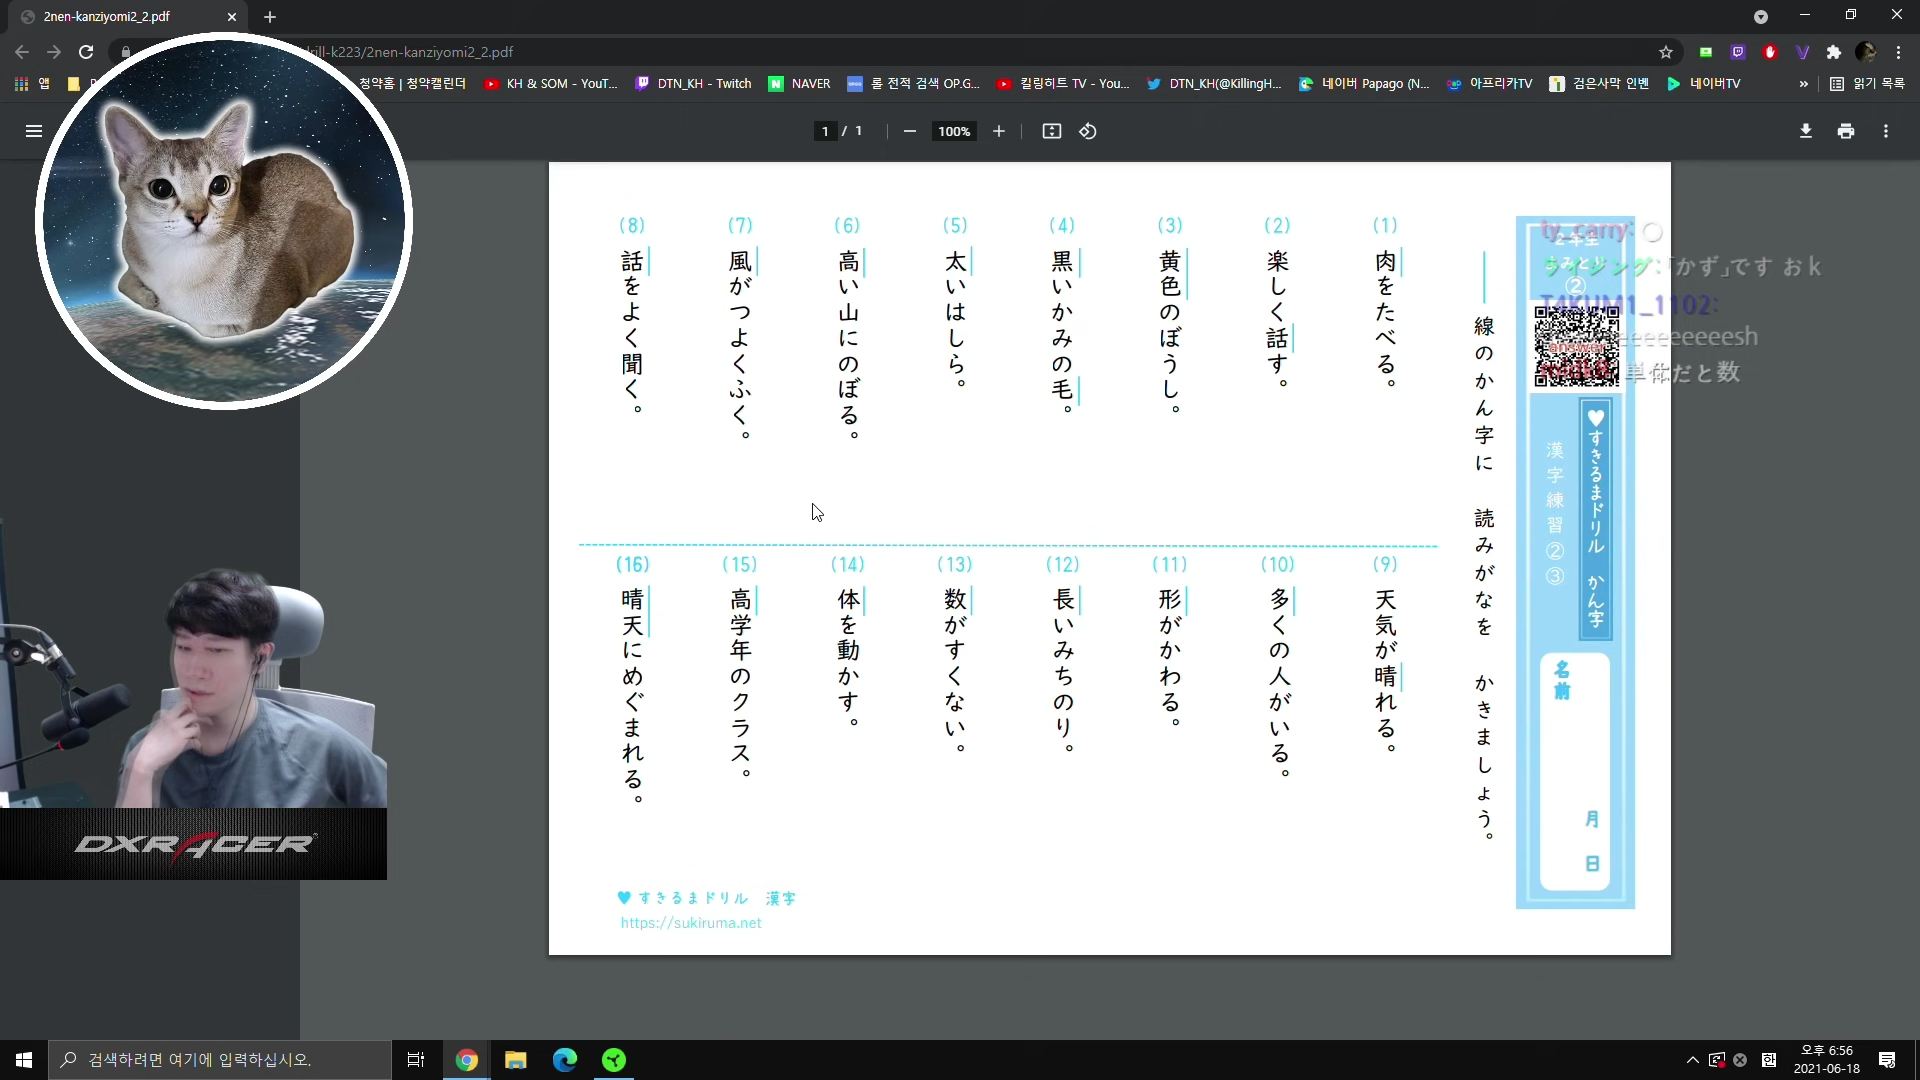 2nen-kanziyomi2_2.pdf
rill-k223/2nen-kanziyomi2_2.pdf
앱
청약홈 | 청약캘린더
KH & SOM - YouT...
DTN_KH - Twitch
NAVER
롤 전적 검색 OP.G...
킬링히트 TV - You...
DTN_KH(@KillingH...
네이버 Papago (N...
아프리카TV
검은사막 인벤
네이버TV
»
읽기 목록
1 / 1
100%
2年生
②
♥すきるまドリル かん字
漢字練習②③
名前
月 日
線のかん字に 読みがなを かきましょう。
(1) 肉をたべる。
(2) 楽しく話す。
(3) 黄色のぼうし。
(4) 黒いかみの毛。
(5) 太いはしら。
(6) 高い山にのぼる。
(7) 風がつよくふく。
(8) 話をよく聞く。
(9) 天気が晴れる。
(10) 多くの人がいる。
(11) 形がかわる。
(12) 長いみちのり。
(13) 数がすくない。
(14) 体を動かす。
(15) 高学年のクラス。
(16) 晴天にめぐまれる。
♥ すきるまドリル 漢字
https://sukiruma.net
ty_carry: ○
ライジング:「かず」です おk
T4KUM1_1102:
eeeeeeeeeesh
単体だと数
answer
DXRACER
검색하려면 여기에 입력하십시오.
한
오후 6:56
2021-06-18